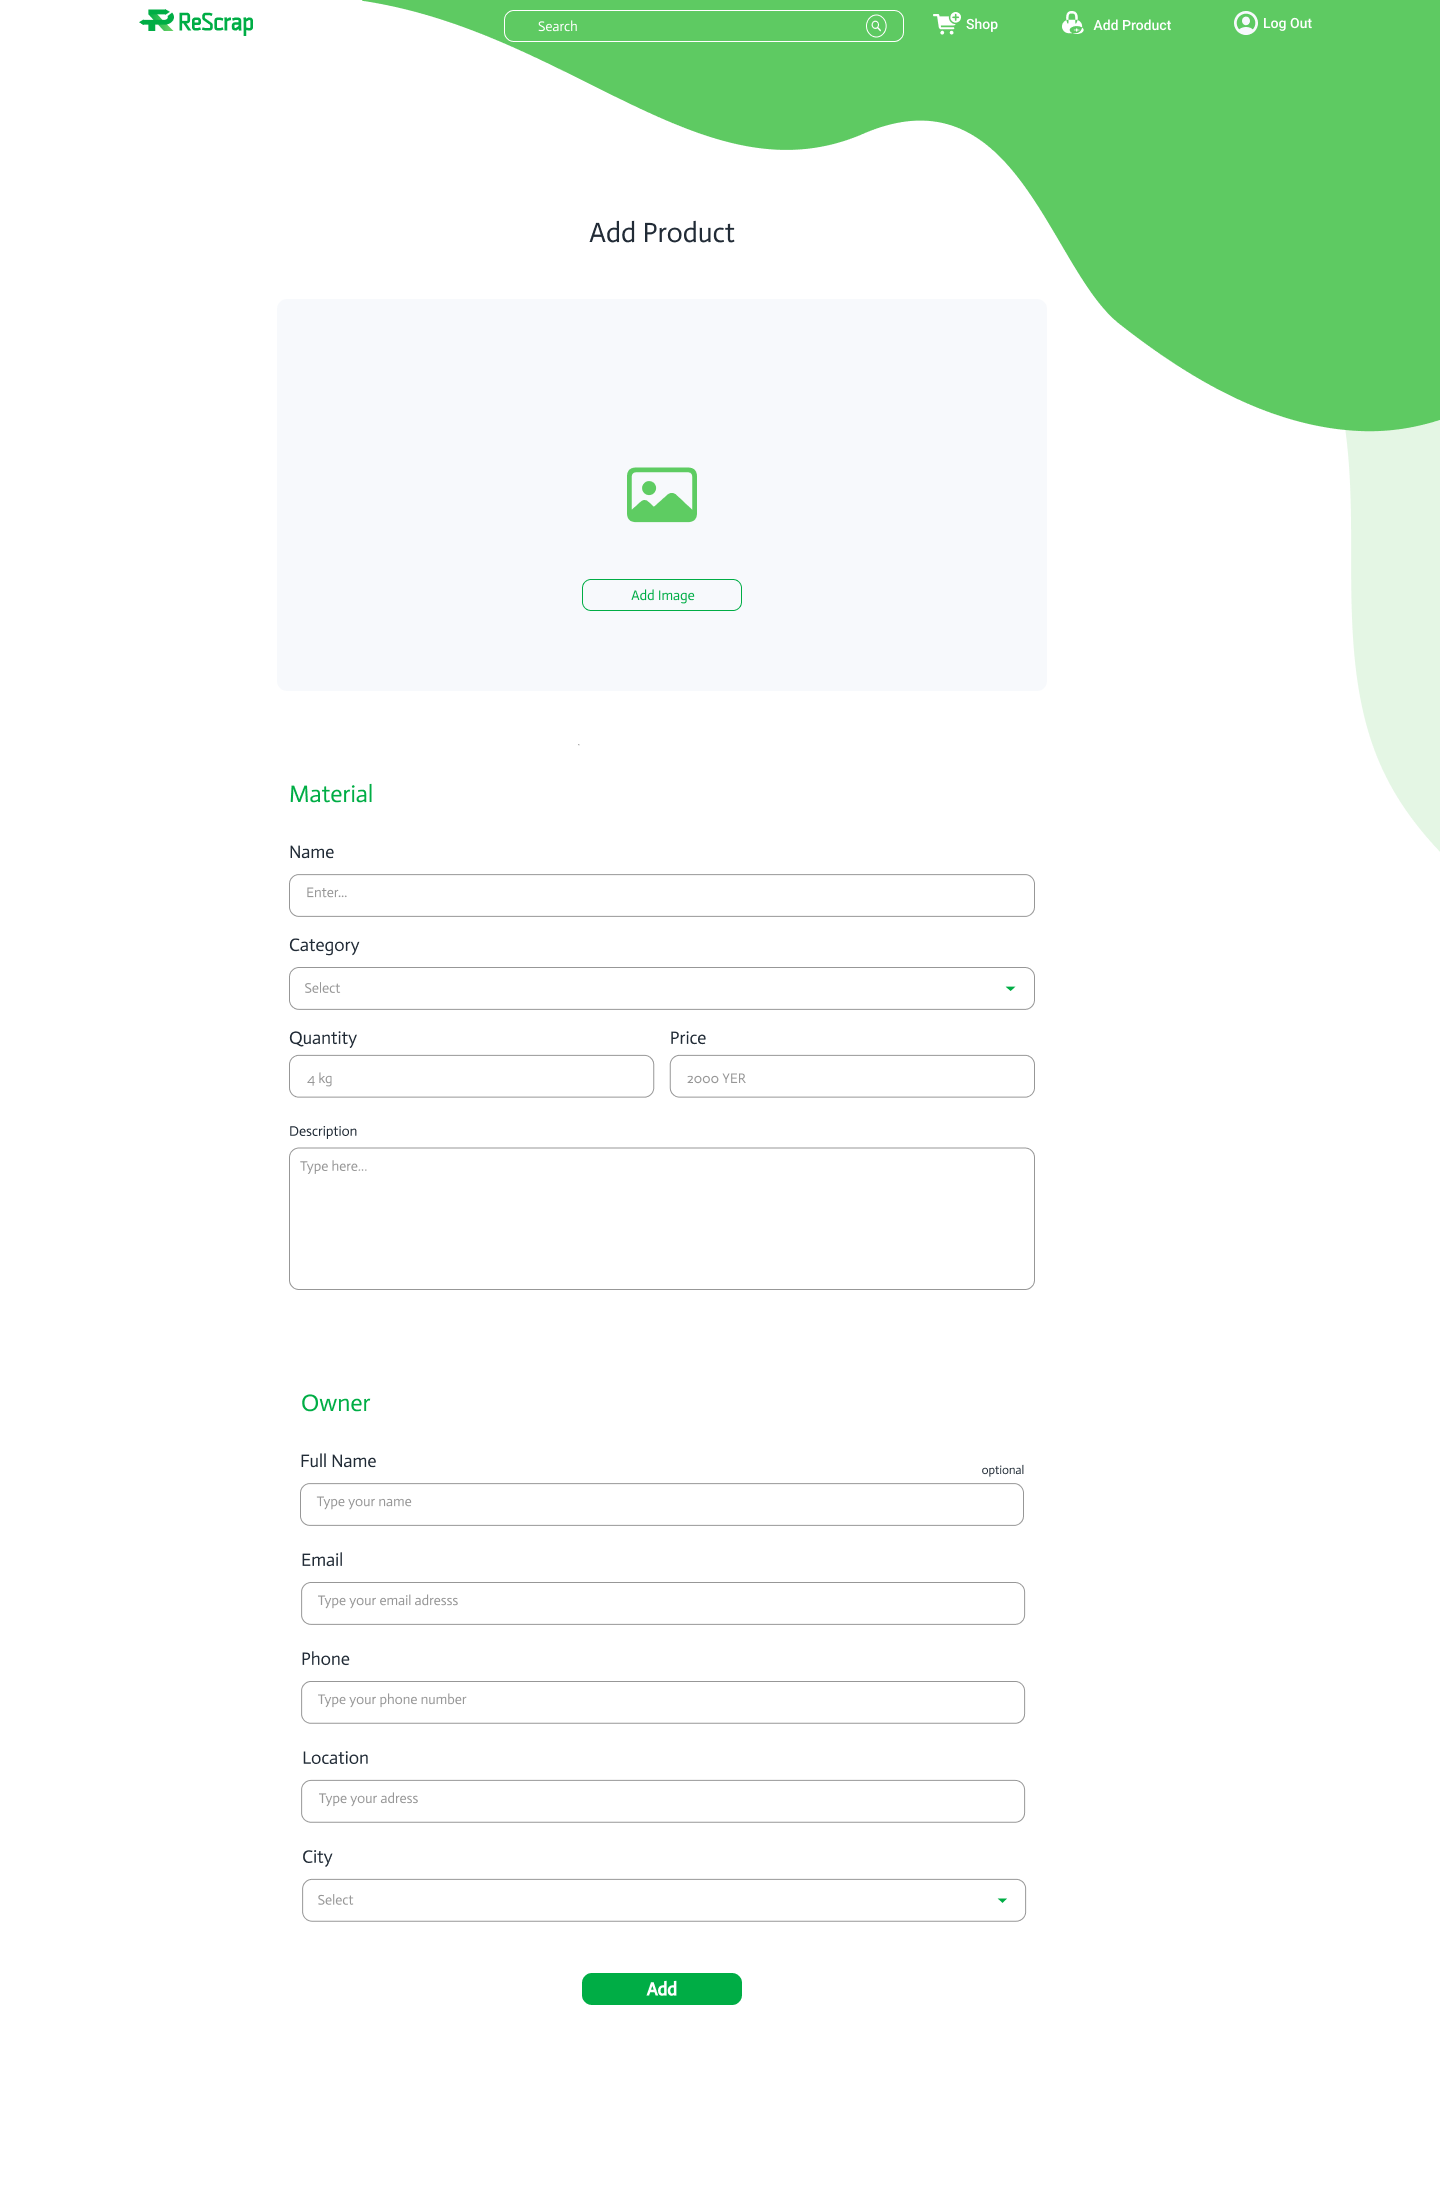 ReScrap
Search
Shop
Add Product
Log Out
Add Product
Add Image
Material
Name
Enter...
Category
Select
Quantity
Price
4 kg
2000 YER
Description
Type here...
Owner
Full Name
optional
Type your name
Email
Type your email adresss
Phone
Type your phone number
Location
Type your adress
City
Select
Add